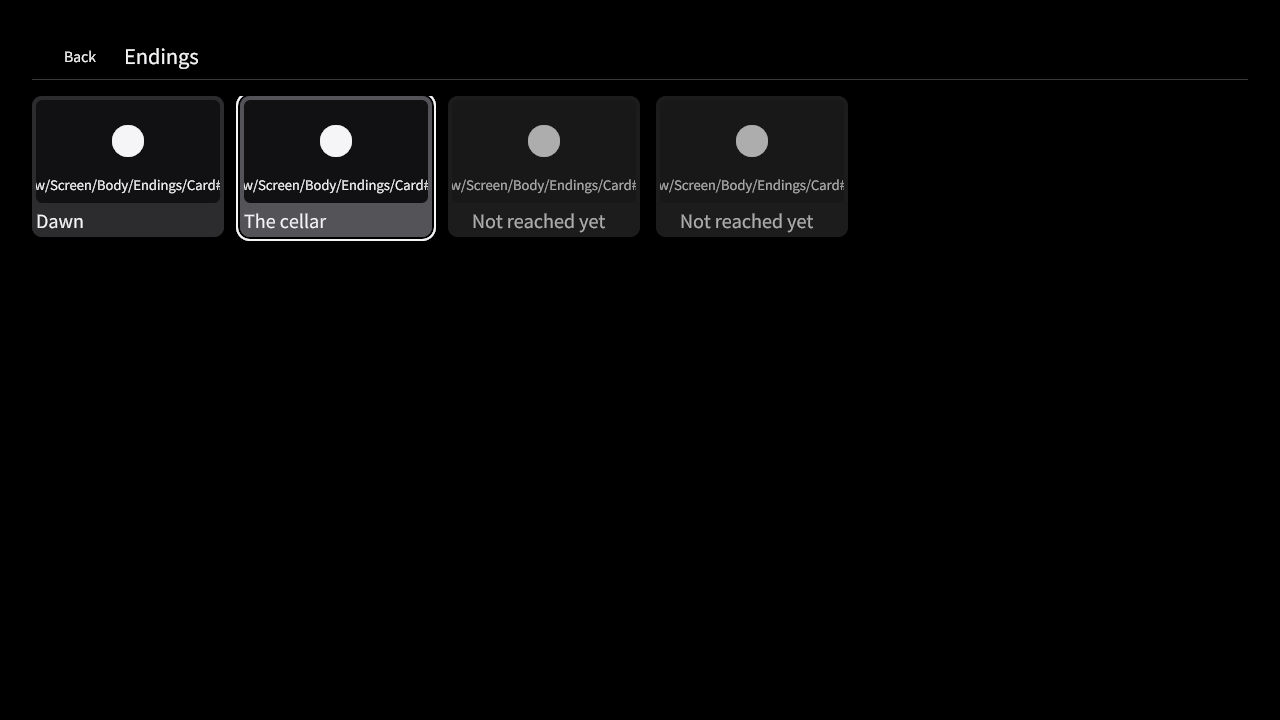 Back Endings
w/Screen/Body/Endings/Card# w/Screen/Body/Endings/Card# w/Screen/Body/Endings/Card# w/Screen/Body/Endings/Card#
Dawn The cellar Not reached yet Not reached yet